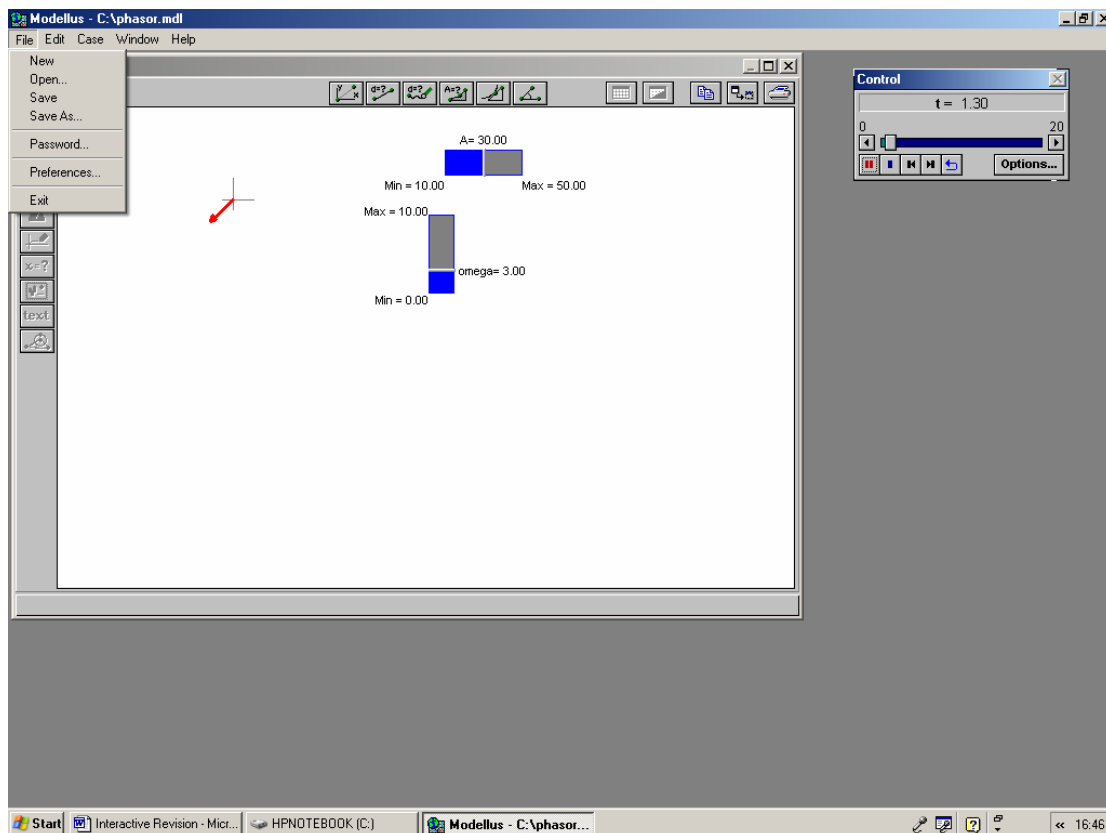 Modellus - C:\phasor.mdl
File Edit Case Window Help
New
Open...
Save
Save As...
Password...
Preferences...
Exit
A= 30.00
Min = 10.00 Max = 50.00
Max = 10.00
omega= 3.00
Min = 0.00
x=?
text
d=? d=? A=?
Control
t = 1.30
0 20
Options...
Start Interactive Revision - Micr... HPNOTEBOOK (C:) Modellus - C:\phasor... « 16:46